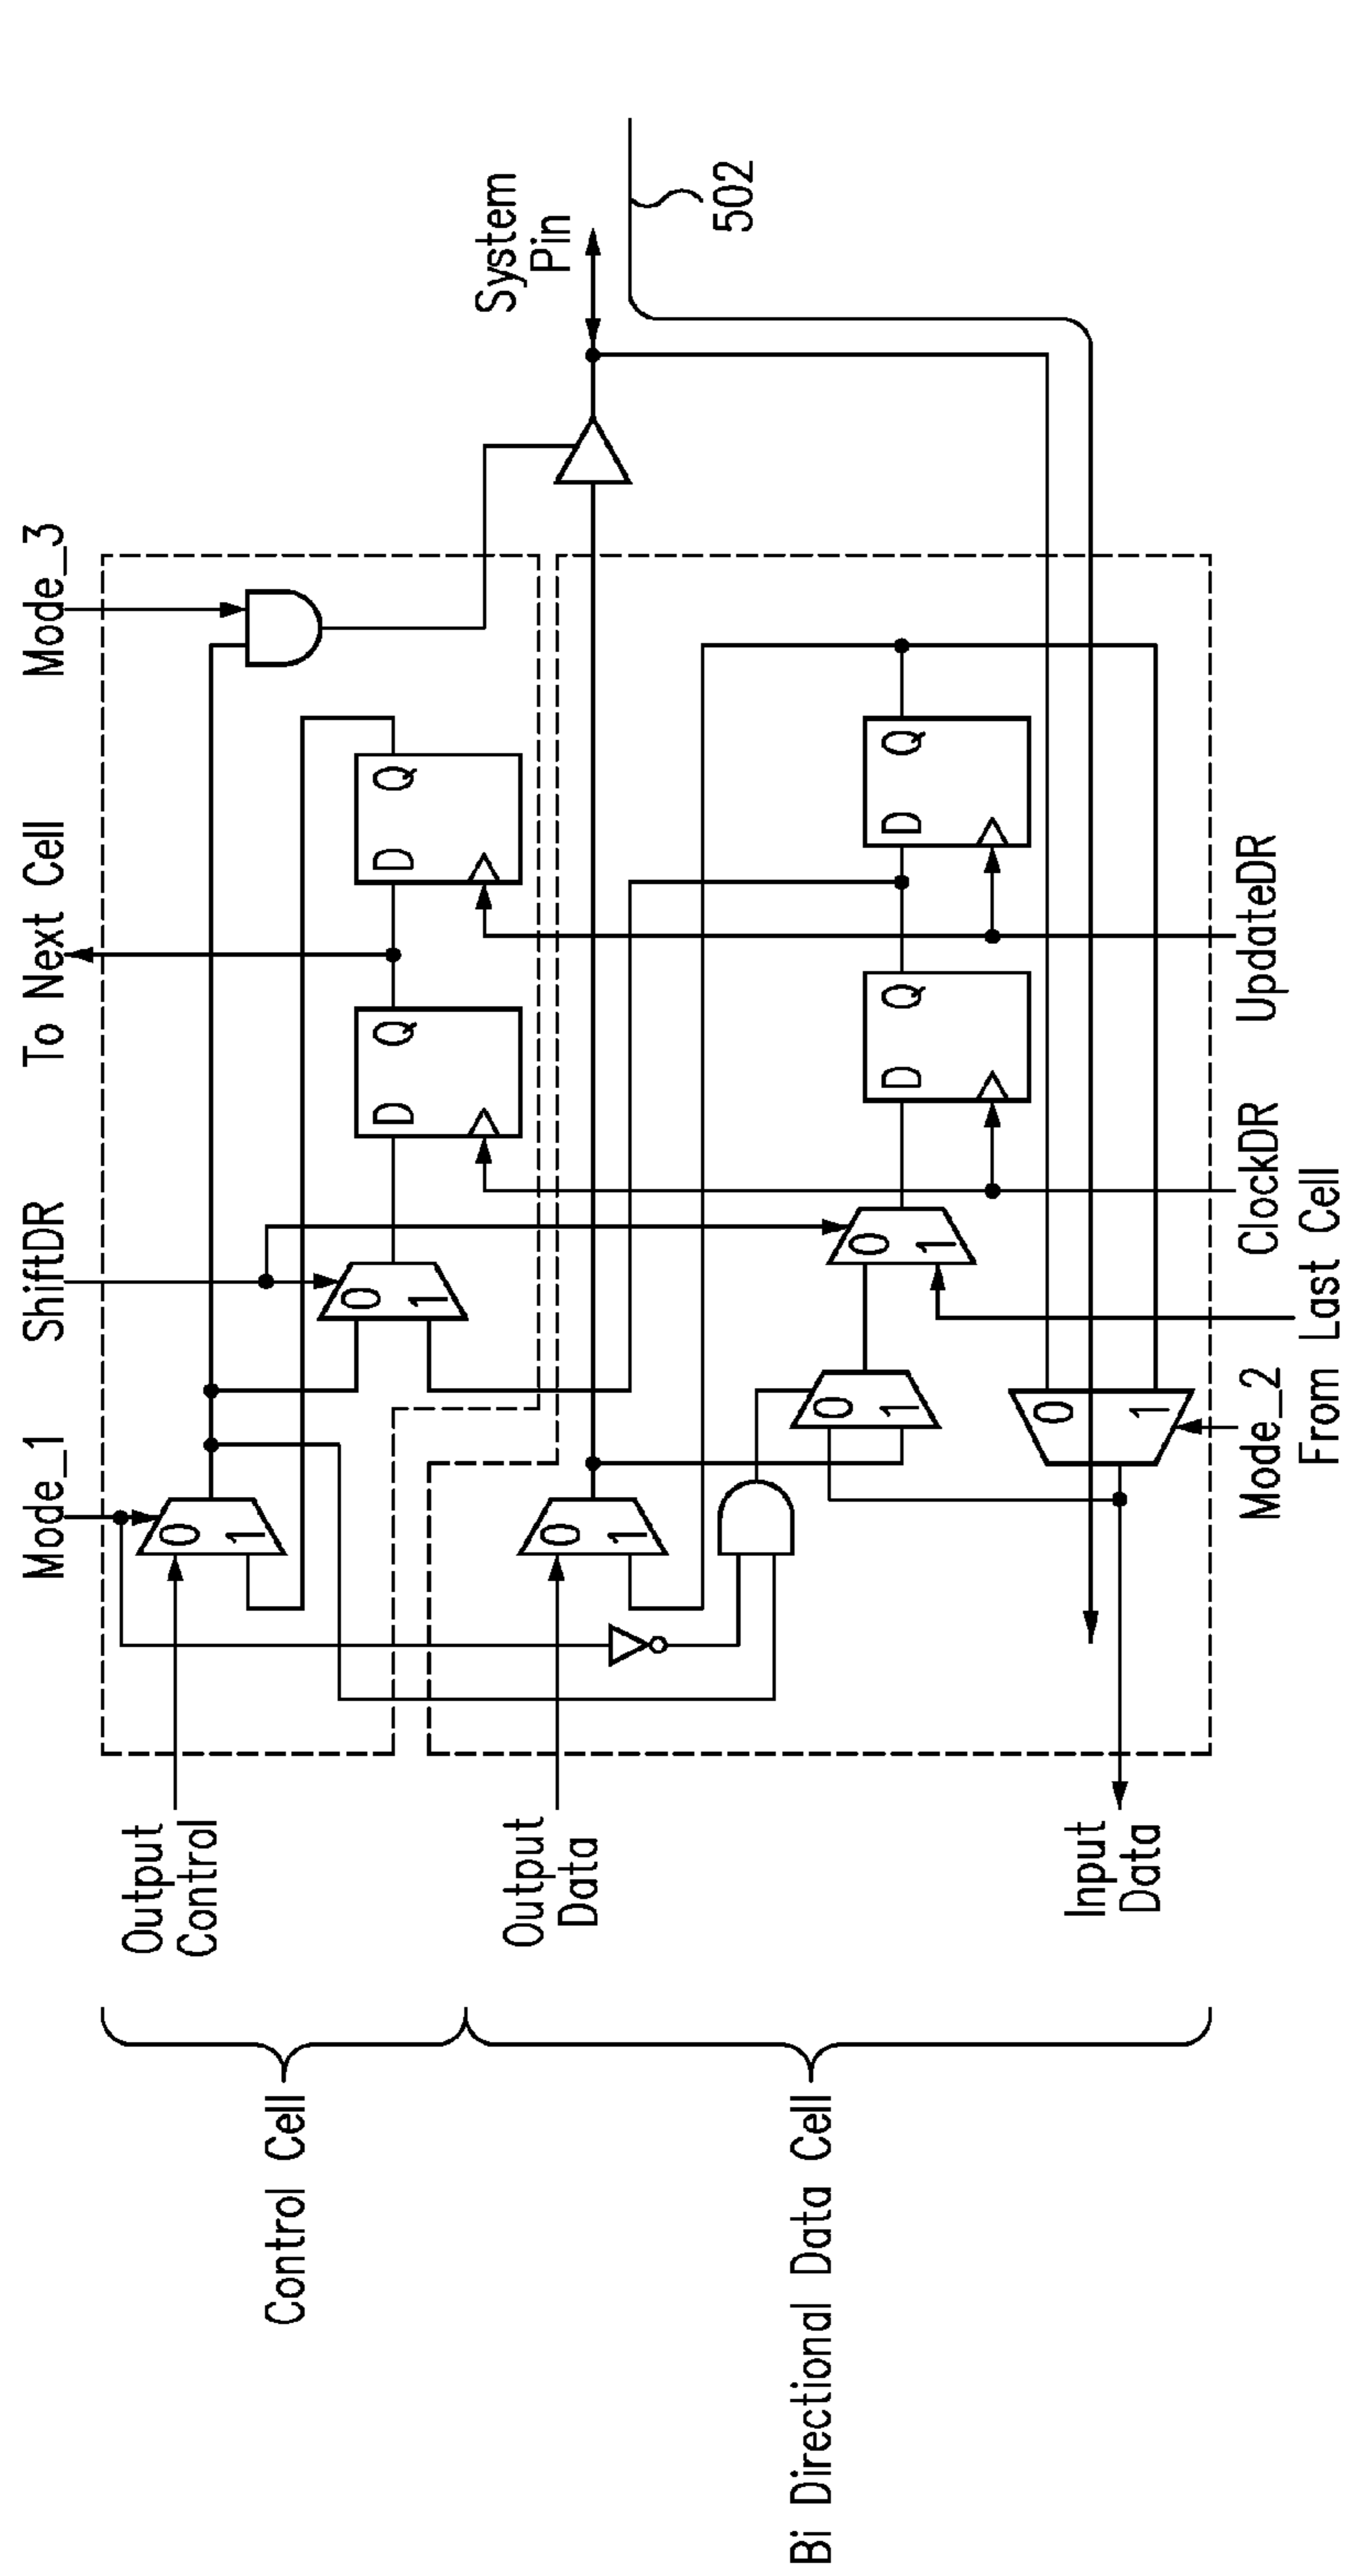 Mode_1
ShiftDR
To Next Cell
Mode_3
Control Cell
Output
Control
0
1
0
1
D
Q
D
Q
System
Pin
Bi Directional Data Cell
Output
Data
0
1
0
1
0
1
D
Q
D
Q
502
Input
Data
0
1
Mode_2
From Last Cell
ClockDR
UpdateDR